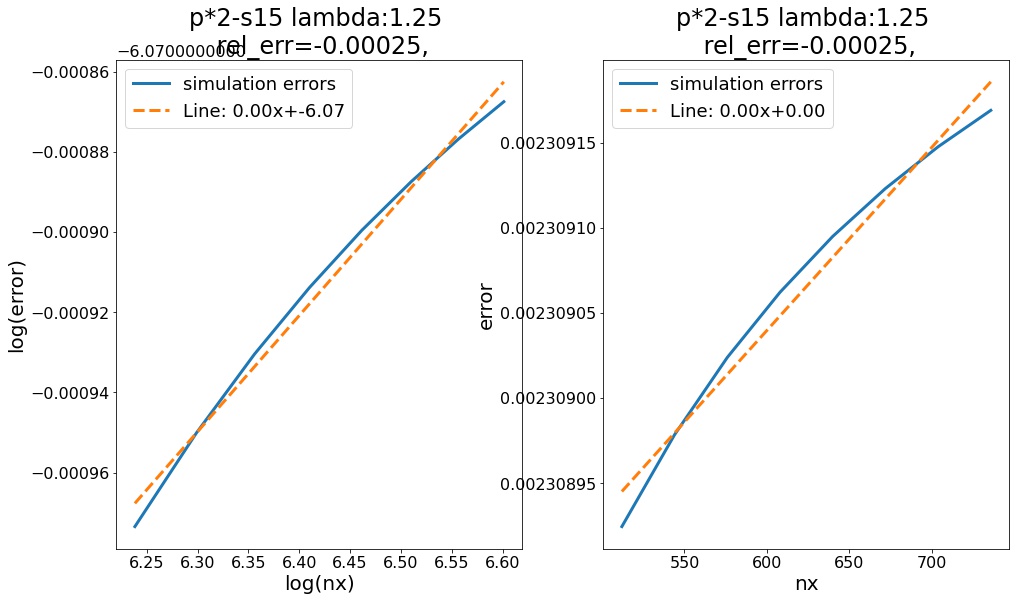 p*2-s15 lambda:1.25
rel_err=-0.00025,
−6.0700000000
−0.00086
−0.00088
−0.00090
−0.00092
−0.00094
−0.00096
log(error)
simulation errors
Line: 0.00x+-6.07
6.25 6.30 6.35 6.40 6.45 6.50 6.55 6.60
log(nx)
p*2-s15 lambda:1.25
rel_err=-0.00025,
0.00230915
0.00230910
0.00230905
0.00230900
0.00230895
error
simulation errors
Line: 0.00x+0.00
550 600 650 700
nx